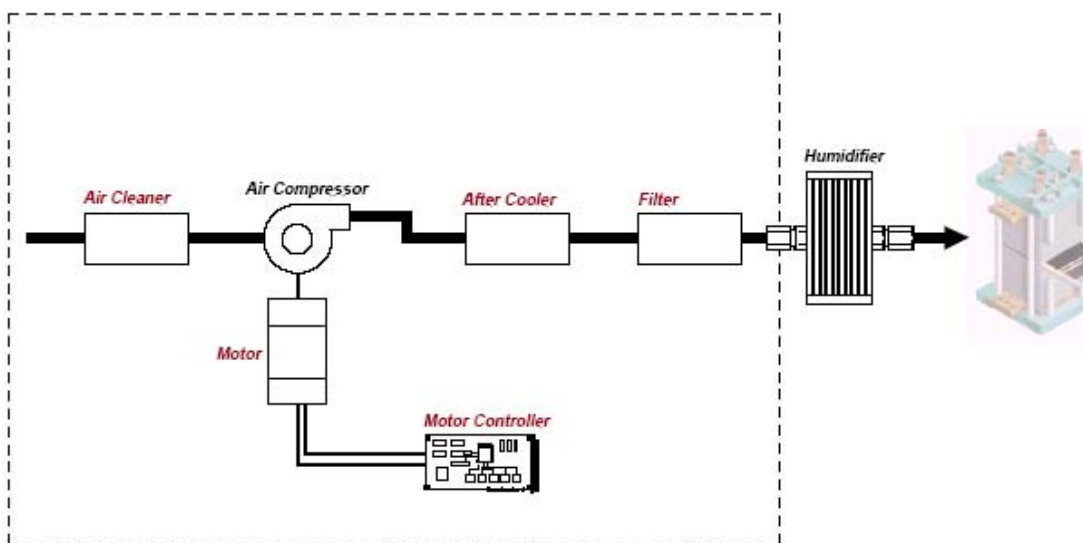 Humidifier
Air Cleaner
Air Compressor
After Cooler
Filter
Motor
Motor Controller